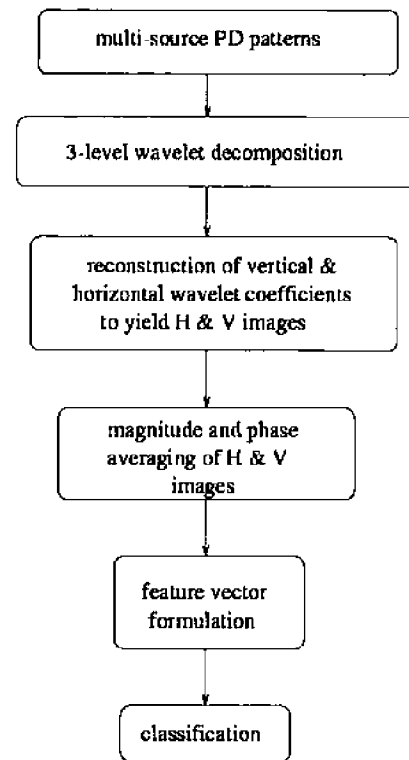 multi-source PD patterns
3-level wavelet decomposition
reconstruction of vertical &
horizontal wavelet coefficients
to yield H & V images
magnitude and phase
averaging of H & V
images
feature vector
formulation
classification